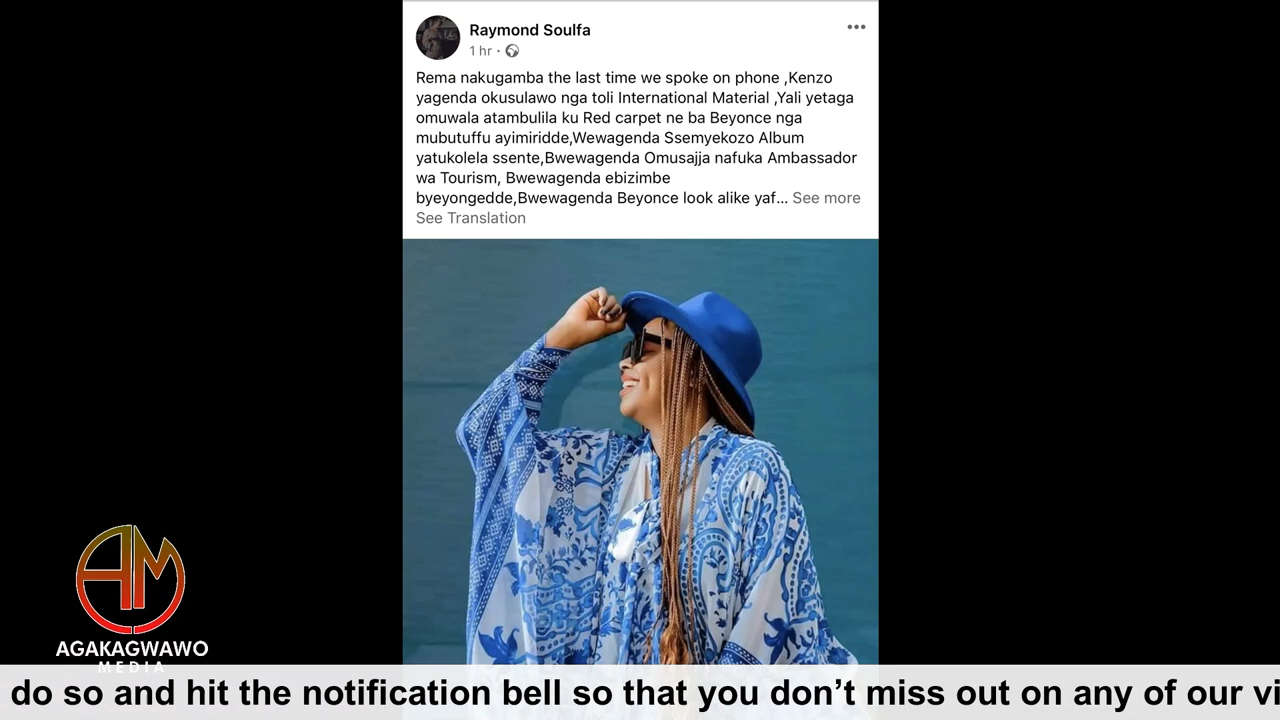 Raymond Soulfa
1 hr ·
Rema nakugamba the last time we spoke on phone ,Kenzo
yagenda okusulawo nga toli International Material ,Yali yetaga
omuwala atambulila ku Red carpet ne ba Beyonce nga
mubutuffu ayimiridde,Wewagenda Ssemyekozo Album
yatukolela ssente,Bwewagenda Omusajja nafuka Ambassador
wa Tourism, Bwewagenda ebizimbe
byeyongedde,Bwewagenda Beyonce look alike yaf... See more
See Translation
AM
AGAKAGWAWO
MEDIA
do so and hit the notification bell so that you don’t miss out on any of our vi